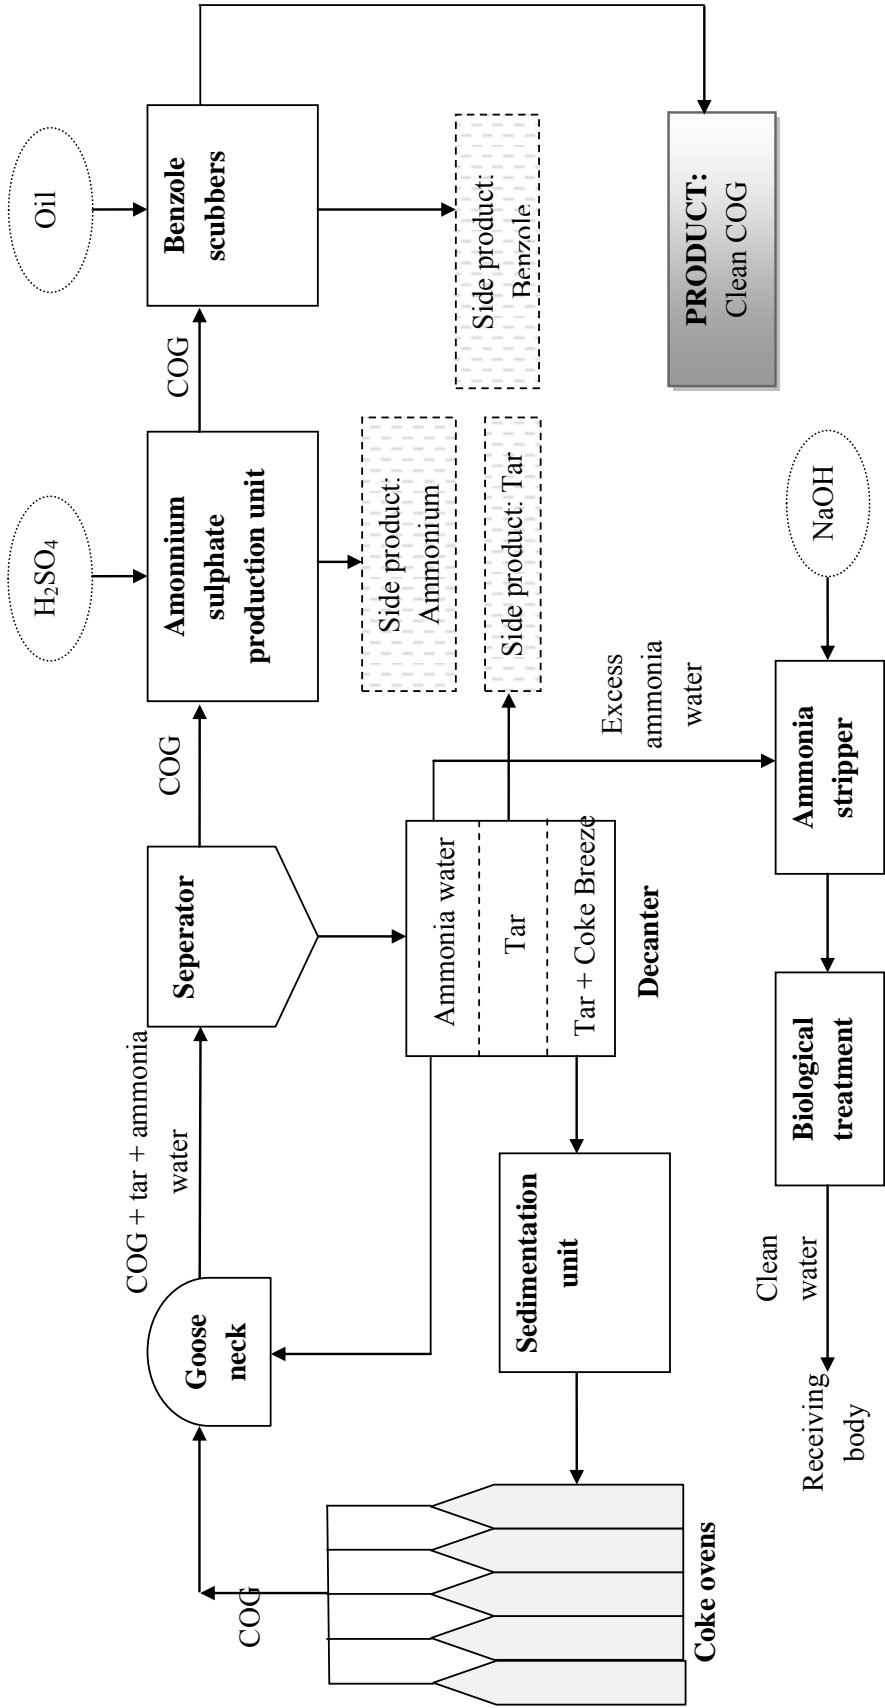 COG
Coke ovens
Goose
neck
COG + tar + ammonia
water
Seperator
COG
H₂SO₄
Amonnium
sulphate
production unit
COG
Oil
Benzole
scubbers
Side product:
Ammonium
Side product: Tar
Side product:
Benzole
PRODUCT:
Clean COG
Ammonia water
Tar
Tar + Coke Breeze
Decanter
Sedimentation
unit
Excess
ammonia
water
NaOH
Ammonia
stripper
Biological
treatment
Clean
water
Receiving
body